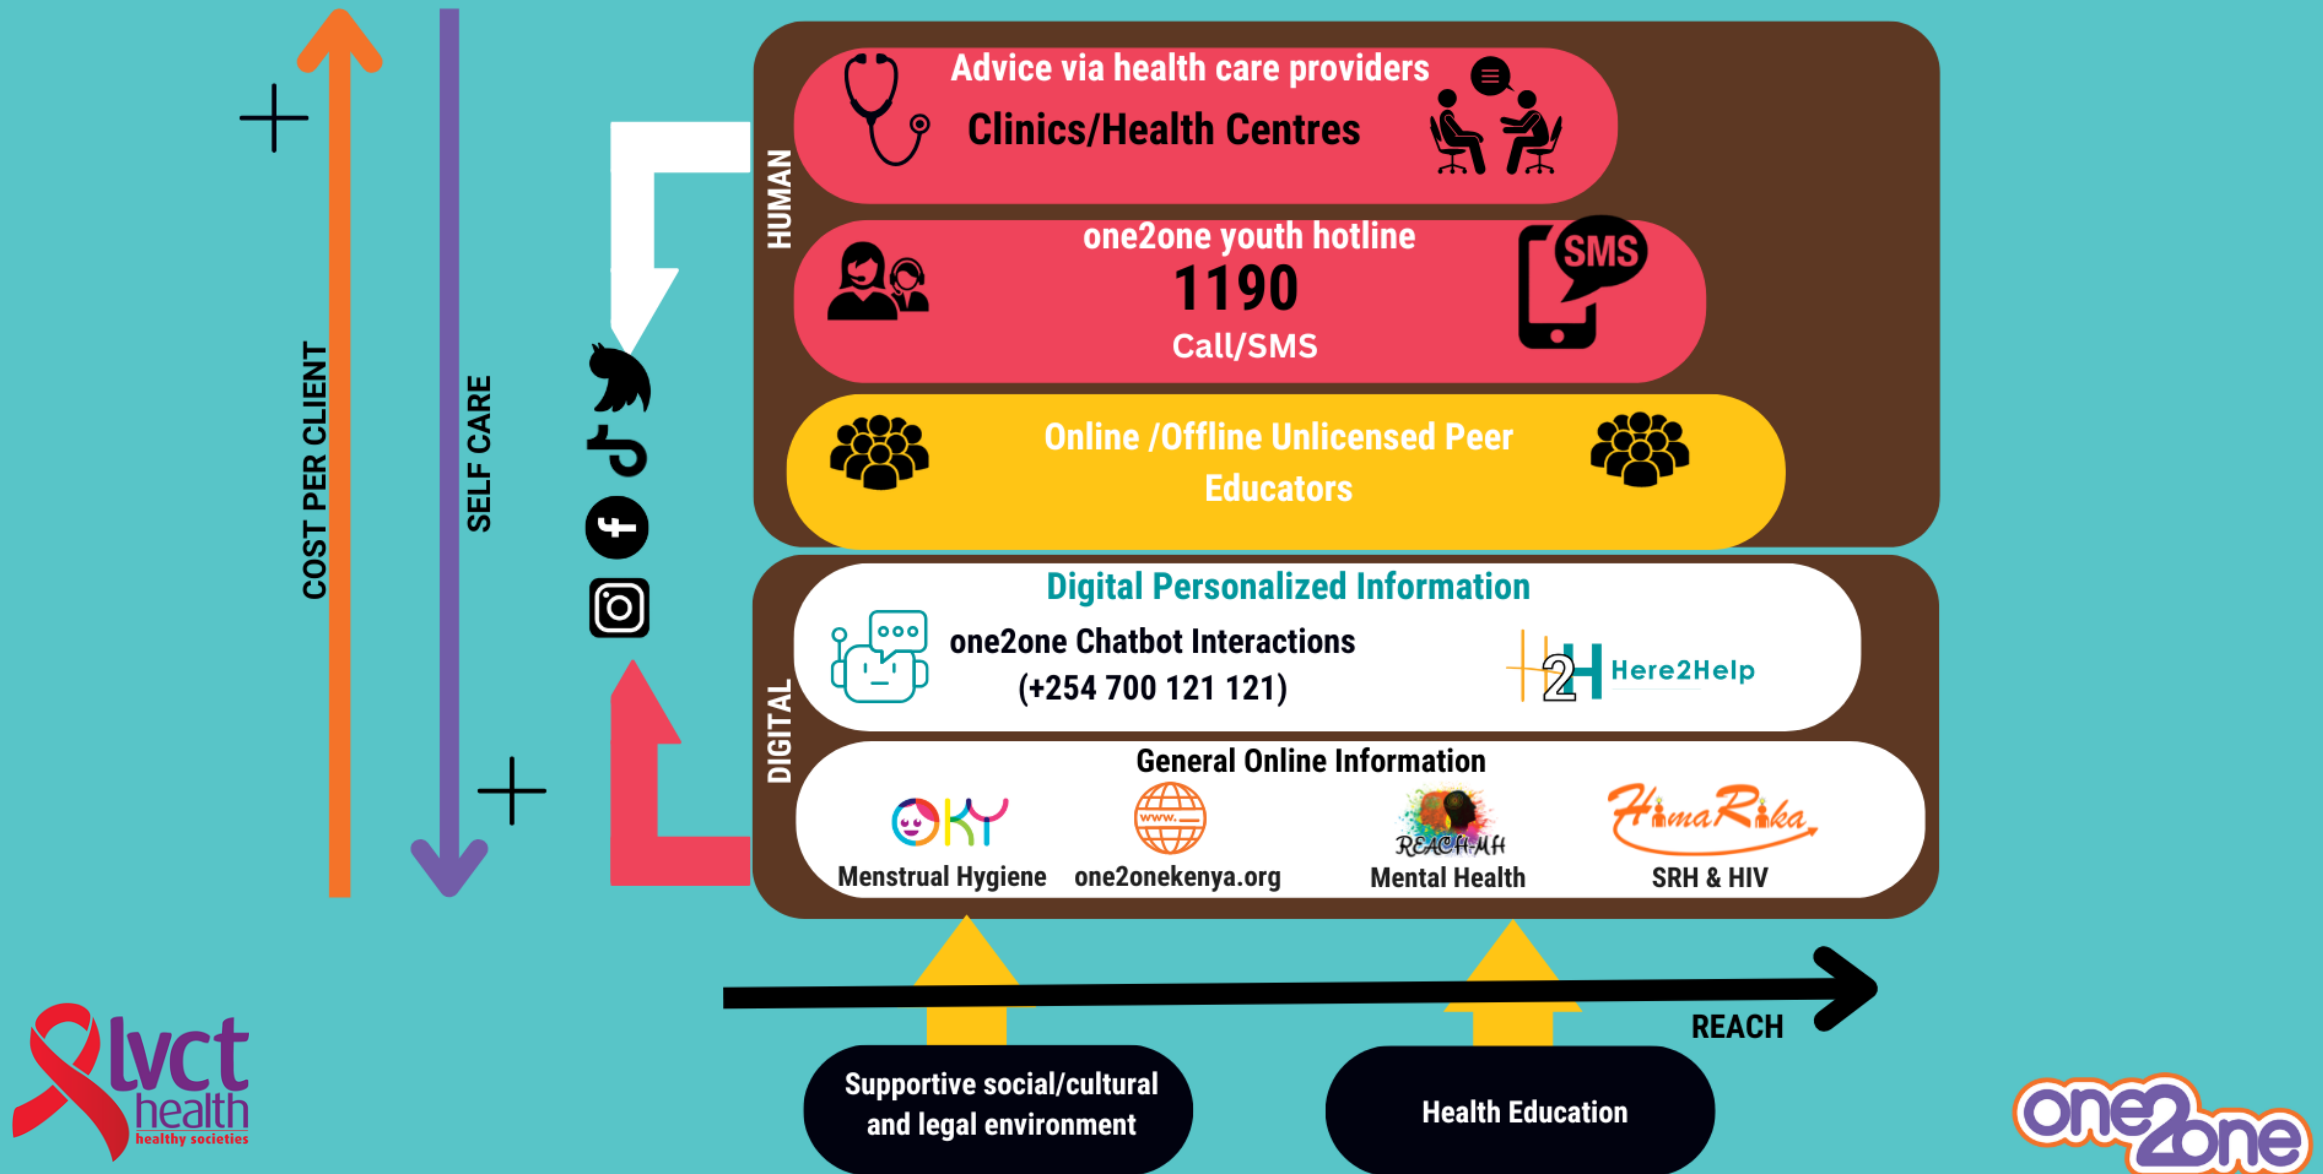 COST PER CLIENT
SELF CARE
HUMAN
Advice via health care providers
Clinics/Health Centres
one2one youth hotline
1190
Call/SMS
SMS
Online /Offline Unlicensed Peer
Educators
DIGITAL
Digital Personalized Information
one2one Chatbot Interactions
(+254 700 121 121)
H2H Here2Help
General Online Information
OKY
www.
REACH-MH
HimaRika
Menstrual Hygiene
one2onekenya.org
Mental Health
SRH & HIV
REACH
Supportive social/cultural
and legal environment
Health Education
lvct
health
healthy societies
one2one